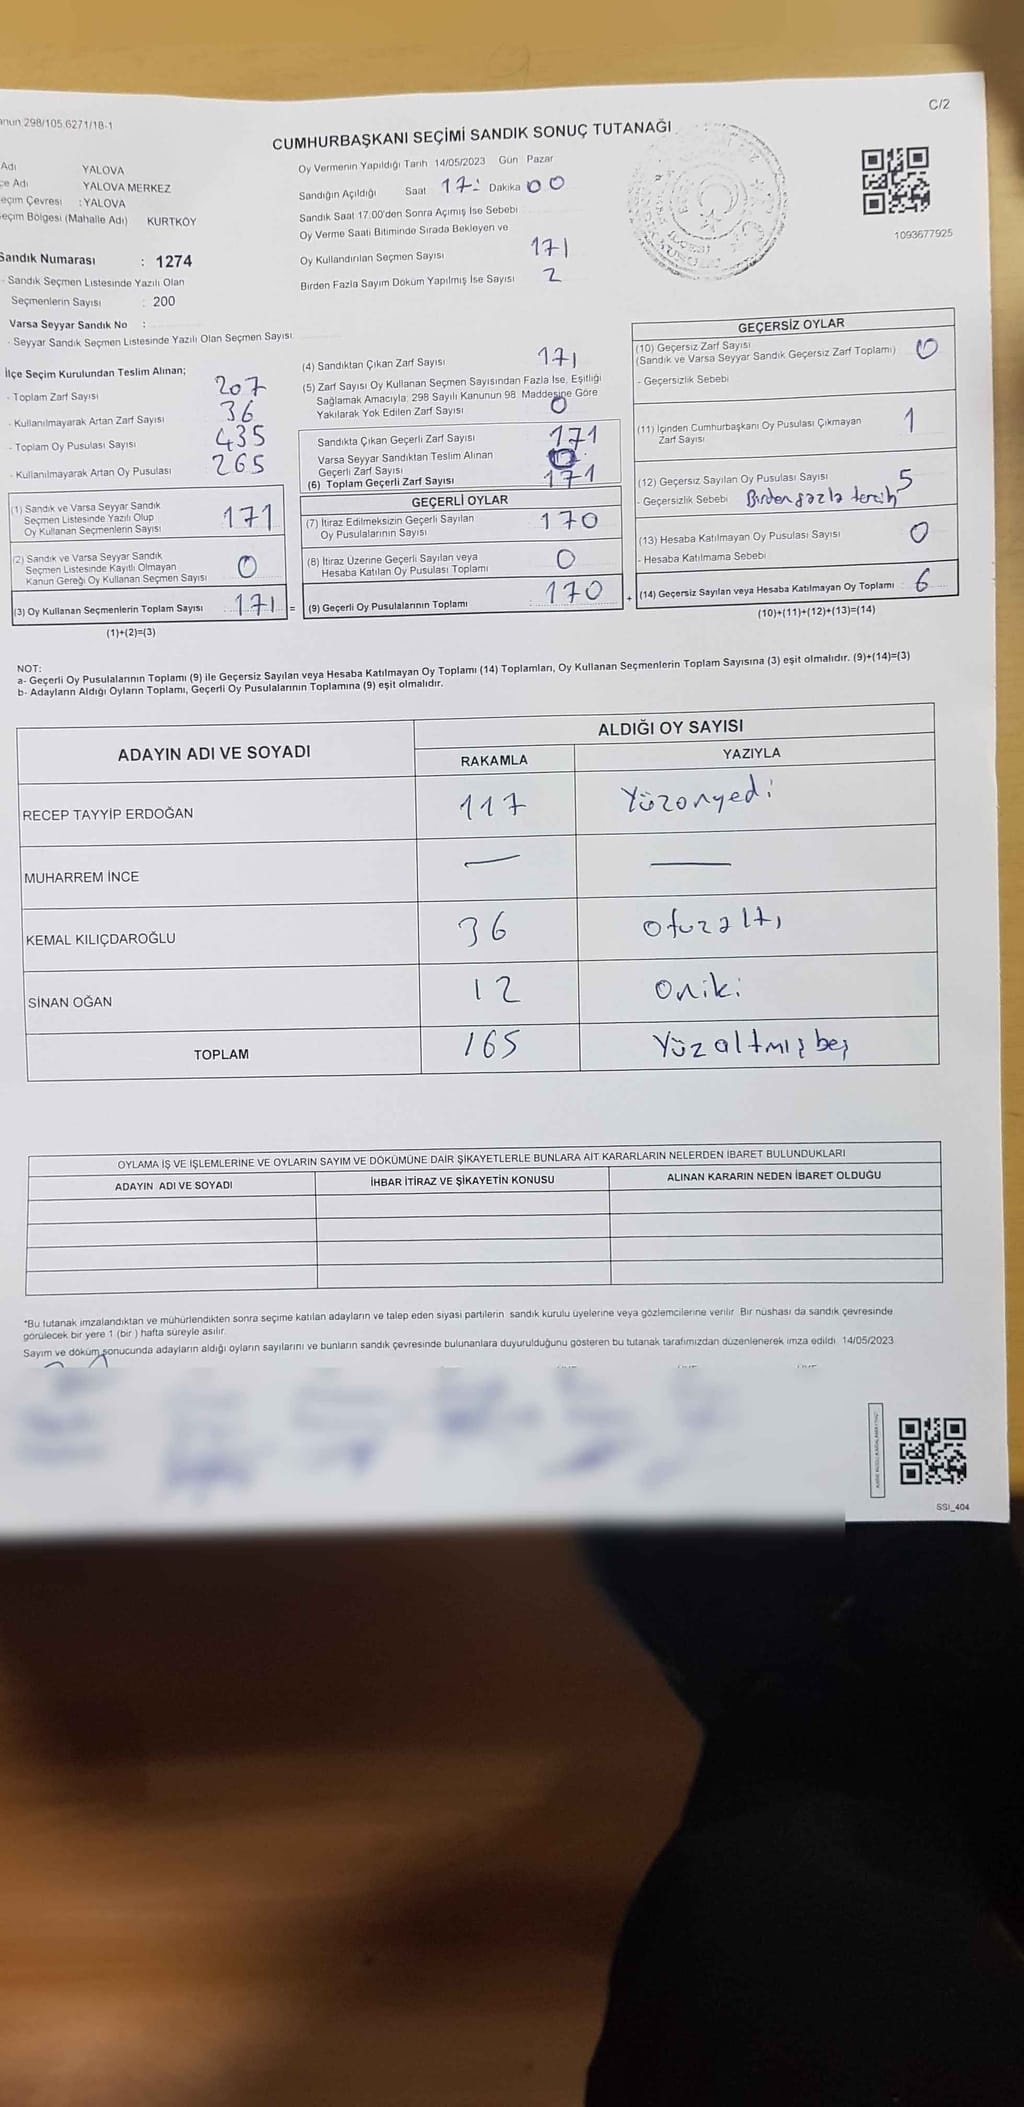 C/2
anun 298/105.6271/18-1
CUMHURBAŞKANI SEÇİMİ SANDIK SONUÇ TUTANAĞI
Adı YALOVA
çe Adı YALOVA MERKEZ
eçim Çevresi : YALOVA
eçim Bölgesi (Mahalle Adı) KURTKÖY
Sandık Numarası : 1274
- Sandık Seçmen Listesinde Yazılı Olan
Seçmenlerin Sayısı : 200
Varsa Seyyar Sandık No :
- Seyyar Sandık Seçmen Listesinde Yazılı Olan Seçmen Sayısı
Oy Vermenin Yapıldığı Tarih 14/05/2023 Gün Pazar
Sandığın Açıldığı Saat 17: Dakika 00
Sandık Saat 17.00'den Sonra Açımış İse Sebebi
Oy Verme Saati Bitiminde Sırada Bekleyen ve
Oy Kullandırılan Seçmen Sayısı 171
Birden Fazla Sayım Döküm Yapılmış İse Sayısı 2
1093677925
İlçe Seçim Kurulundan Teslim Alınan;
- Toplam Zarf Sayısı 207
- Kullanılmayarak Artan Zarf Sayısı 36
- Toplam Oy Pusulası Sayısı 435
- Kullanılmayarak Artan Oy Pusulası 265
(1) Sandık ve Varsa Seyyar Sandık
Seçmen Listesinde Yazılı Olup
Oy Kullanan Seçmenlerin Sayısı 171
(2) Sandık ve Varsa Seyyar Sandık
Seçmen Listesinde Kayıtlı Olmayan
Kanun Gereği Oy Kullanan Seçmen Sayısı 0
(3) Oy Kullanan Seçmenlerin Toplam Sayısı 171 =
(1)+(2)=(3)
(4) Sandıktan Çıkan Zarf Sayısı 171
(5) Zarf Sayısı Oy Kullanan Seçmen Sayısından Fazla İse, Eşitliği
Sağlamak Amacıyla; 298 Sayılı Kanunun 98. Maddesine Göre
Yakılarak Yok Edilen Zarf Sayısı 0
Sandıkta Çıkan Geçerli Zarf Sayısı 171
Varsa Seyyar Sandıktan Teslim Alınan
Geçerli Zarf Sayısı 0
(6) Toplam Geçerli Zarf Sayısı 171
GEÇERLİ OYLAR
(7) İtiraz Edilmeksizin Geçerli Sayılan
Oy Pusulalarının Sayısı 170
(8) İtiraz Üzerine Geçerli Sayılan veya
Hesaba Katılan Oy Pusulası Toplamı 0
(9) Geçerli Oy Pusulalarının Toplamı 170 +
GEÇERSİZ OYLAR
(10) Geçersiz Zarf Sayısı
(Sandık ve Varsa Seyyar Sandık Geçersiz Zarf Toplamı) 0
- Geçersizlik Sebebi
(11) İçinden Cumhurbaşkanı Oy Pusulası Çıkmayan
Zarf Sayısı 1
(12) Geçersiz Sayılan Oy Pusulası Sayısı 5
- Geçersizlik Sebebi Birden fazla tercih
(13) Hesaba Katılmayan Oy Pusulası Sayısı 0
- Hesaba Katılmama Sebebi
(14) Geçersiz Sayılan veya Hesaba Katılmayan Oy Toplamı 6
(10)+(11)+(12)+(13)=(14)
NOT:
a- Geçerli Oy Pusulalarının Toplamı (9) ile Geçersiz Sayılan veya Hesaba Katılmayan Oy Toplamı (14) Toplamları, Oy Kullanan Seçmenlerin Toplam Sayısına (3) eşit olmalıdır. (9)+(14)=(3)
b- Adayların Aldığı Oyların Toplamı, Geçerli Oy Pusulalarının Toplamına (9) eşit olmalıdır.
ADAYIN ADI VE SOYADI ALDIĞI OY SAYISI
RAKAMLA YAZIYLA
RECEP TAYYİP ERDOĞAN 117 Yüzonyedi
MUHARREM İNCE — —
KEMAL KILIÇDAROĞLU 36 Otuzaltı
SİNAN OĞAN 12 Oniki
TOPLAM 165 Yüzaltmışbeş
OYLAMA İŞ VE İŞLEMLERİNE VE OYLARIN SAYIM VE DÖKÜMÜNE DAİR ŞİKAYETLERLE BUNLARA AİT KARARLARIN NELERDEN İBARET BULUNDUKLARI
ADAYIN ADI VE SOYADI İHBAR İTİRAZ VE ŞİKAYETİN KONUSU ALINAN KARARIN NEDEN İBARET OLDUĞU
*Bu tutanak imzalandıktan ve mühürlendikten sonra seçime katılan adayların ve talep eden siyasi partilerin sandık kurulu üyelerine veya gözlemcilerine verilir. Bir nüshası da sandık çevresinde
görülecek bir yere 1 (bir ) hafta süreyle asılır.
Sayım ve döküm sonucunda adayların aldığı oyların sayılarını ve bunların sandık çevresinde bulunanlara duyurulduğunu gösteren bu tutanak tarafımızdan düzenlenerek imza edildi. 14/05/2023
SSI_404